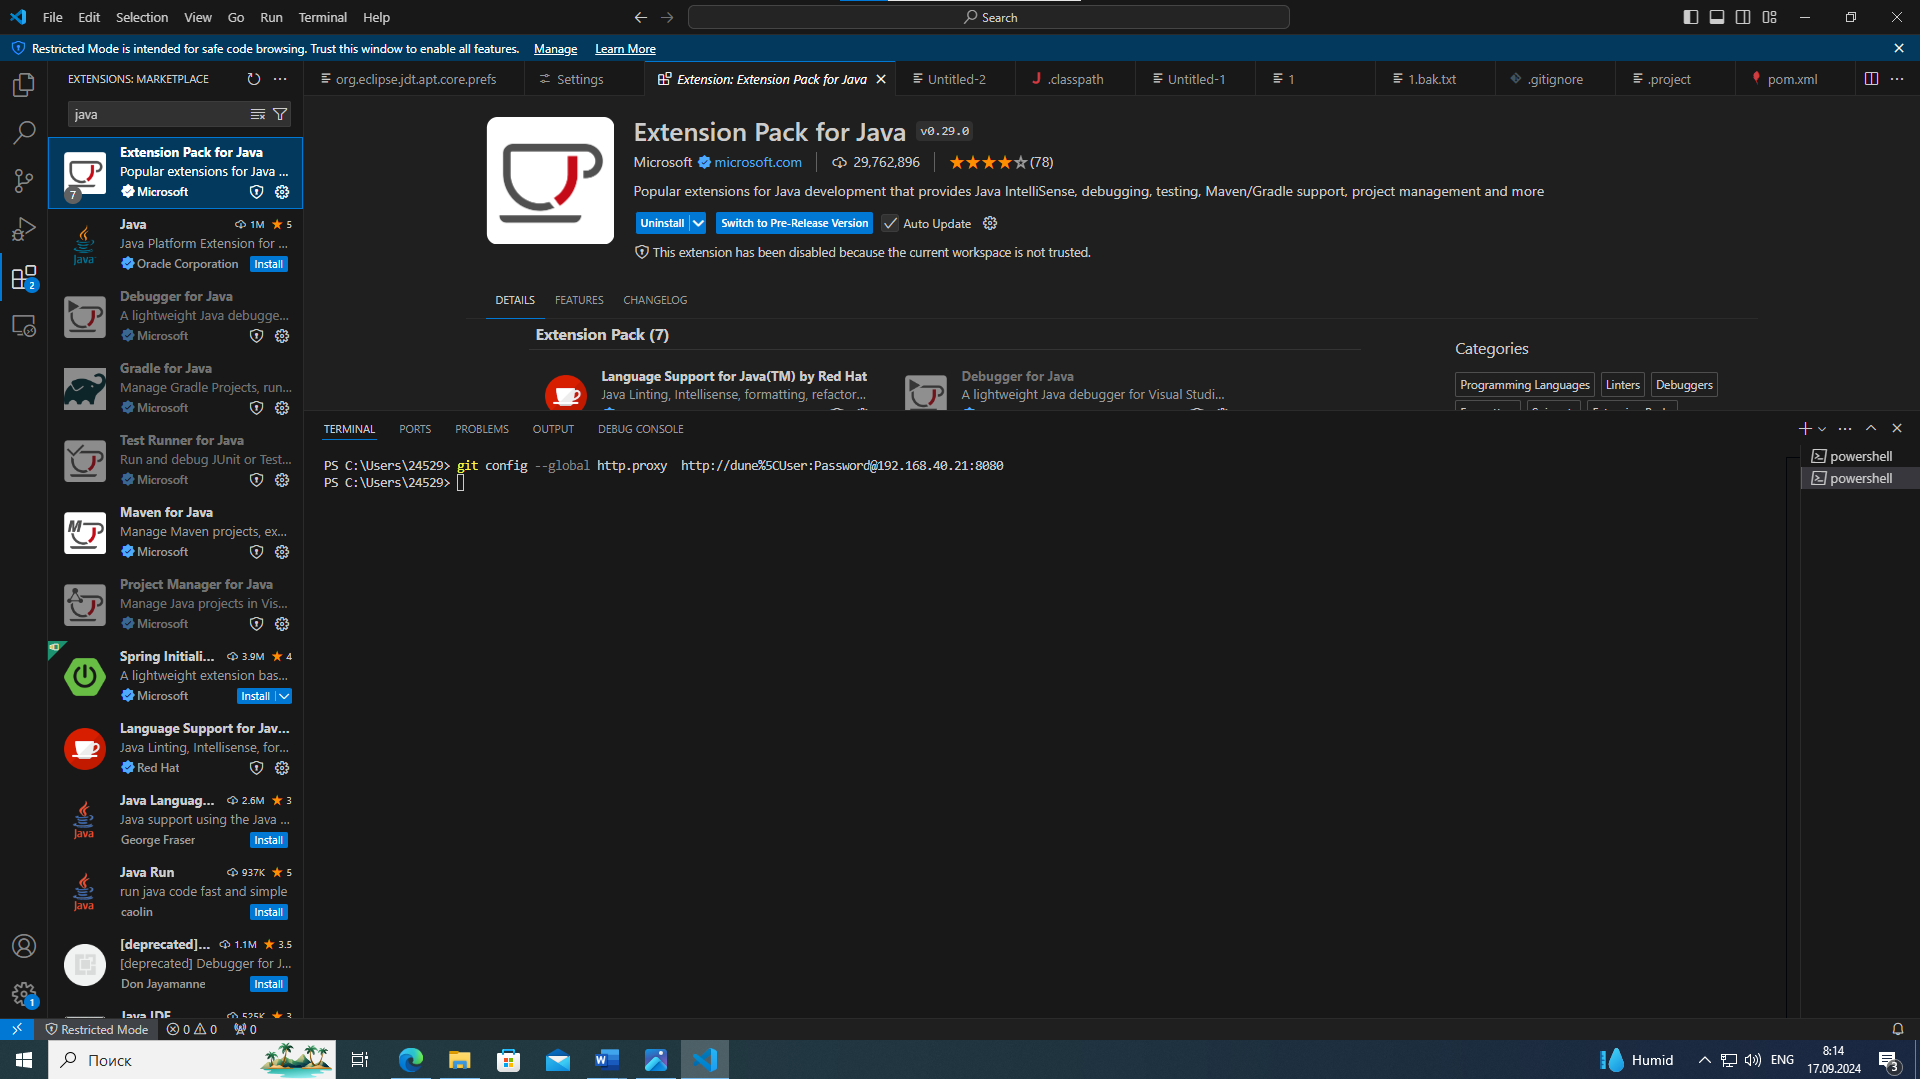 File Edit Selection View Go Run Terminal Help
Search
Restricted Mode is intended for safe code browsing. Trust this window to enable all features. Manage Learn More
EXTENSIONS: MARKETPLACE
java
Extension Pack for Java
Popular extensions for Java ...
Microsoft
7
Java 1M 5
Java Platform Extension for ...
Oracle Corporation Install
Debugger for Java
A lightweight Java debugge...
Microsoft
Gradle for Java
Manage Gradle Projects, run...
Microsoft
Test Runner for Java
Run and debug JUnit or Test...
Microsoft
Maven for Java
Manage Maven projects, ex...
Microsoft
Project Manager for Java
Manage Java projects in Vis...
Microsoft
Spring Initiali... 3.9M 4
A lightweight extension bas...
Microsoft Install
Language Support for Jav...
Java Linting, Intellisense, for...
Red Hat
Java Languag... 2.6M 3
Java support using the Java ...
George Fraser Install
Java Run 937K 5
run java code fast and simple
caolin Install
[deprecated]... 1.1M 3.5
[deprecated] Debugger for J...
Don Jayamanne Install
Java IDE 525K 3
2
1
org.eclipse.jdt.apt.core.prefs Settings Extension: Extension Pack for Java Untitled-2 .classpath Untitled-1 1 1.bak.txt .gitignore .project pom.xml
Extension Pack for Java v0.29.0
Microsoft microsoft.com 29,762,896 (78)
Popular extensions for Java development that provides Java IntelliSense, debugging, testing, Maven/Gradle support, project management and more
Uninstall Switch to Pre-Release Version Auto Update
This extension has been disabled because the current workspace is not trusted.
DETAILS FEATURES CHANGELOG
Extension Pack (7)
Language Support for Java(TM) by Red Hat
Java Linting, Intellisense, formatting, refactor...
Debugger for Java
A lightweight Java debugger for Visual Studi...
Categories
Programming Languages Linters Debuggers
TERMINAL PORTS PROBLEMS OUTPUT DEBUG CONSOLE
PS C:\Users\24529> git config --global http.proxy  http://dune%5CUser:Password@192.168.40.21:8080
PS C:\Users\24529>
powershell
powershell
Restricted Mode 0 0 0
Поиск
Humid
ENG
8:14
17.09.2024
3